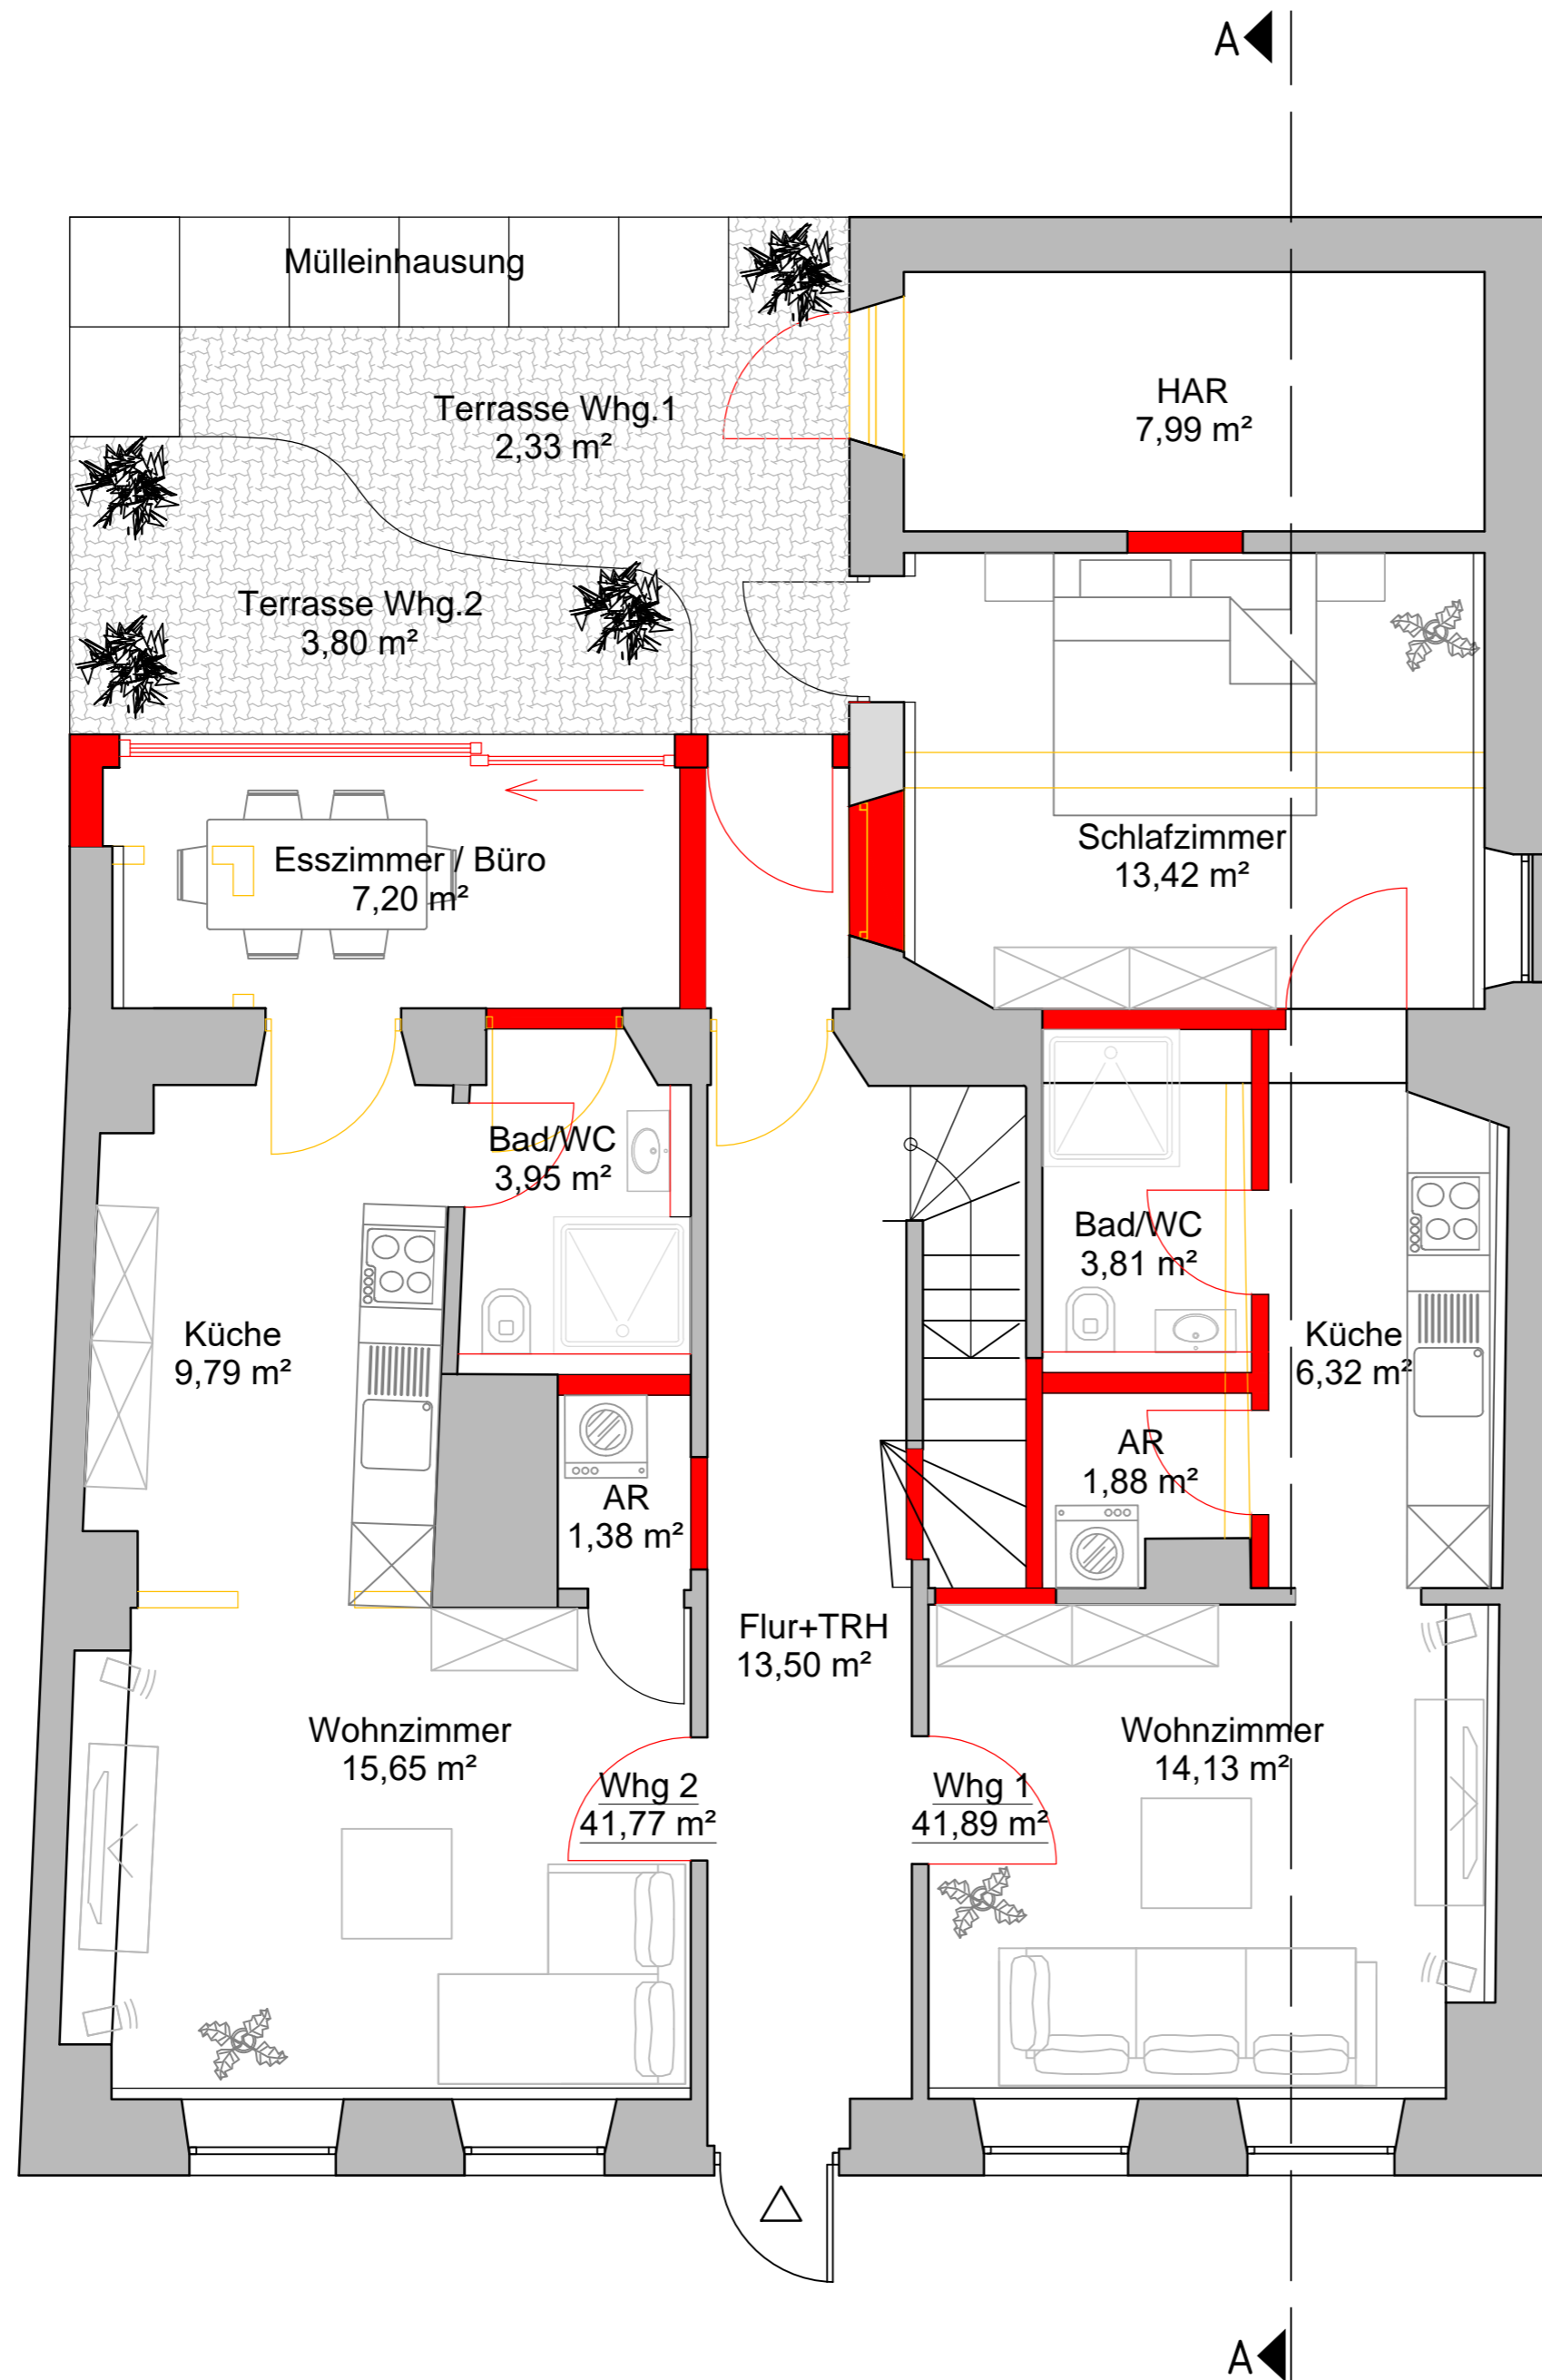 A
Mülleinhausung
HAR
7,99 m²
Terrasse Whg.1
2,33 m²
Terrasse Whg.2
3,80 m²
Schlafzimmer
13,42 m²
Esszimmer / Büro
7,20 m²
Bad/WC
3,95 m²
Bad/WC
3,81 m²
Küche
9,79 m²
Küche
6,32 m²
AR
1,88 m²
AR
1,38 m²
Flur+TRH
13,50 m²
Wohnzimmer
15,65 m²
Wohnzimmer
14,13 m²
Whg 2
41,77 m²
Whg 1
41,89 m²
A